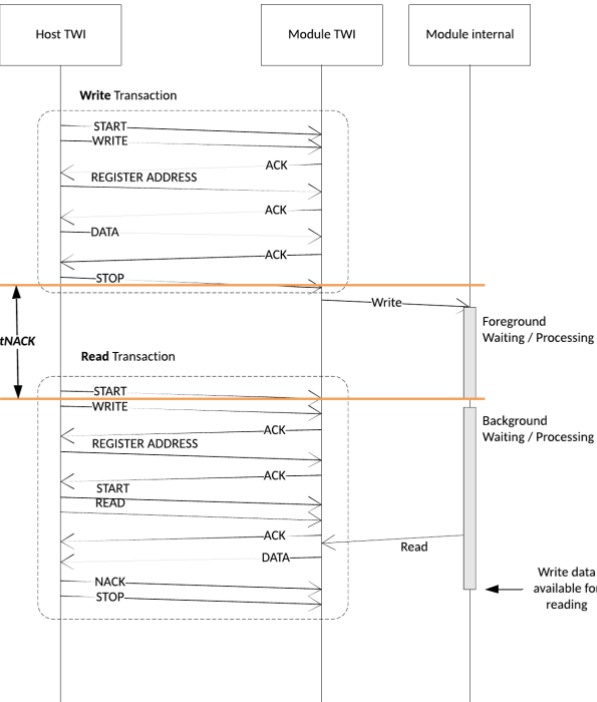 Host TWI
Module TWI
Module internal
Write Transaction
START
WRITE
ACK
REGISTER ADDRESS
ACK
DATA
ACK
STOP
Write
Foreground
Waiting / Processing
tNACK
Read Transaction
START
WRITE
Background
Waiting / Processing
ACK
REGISTER ADDRESS
ACK
START
READ
ACK
Read
DATA
NACK
STOP
Write data
available fo
reading